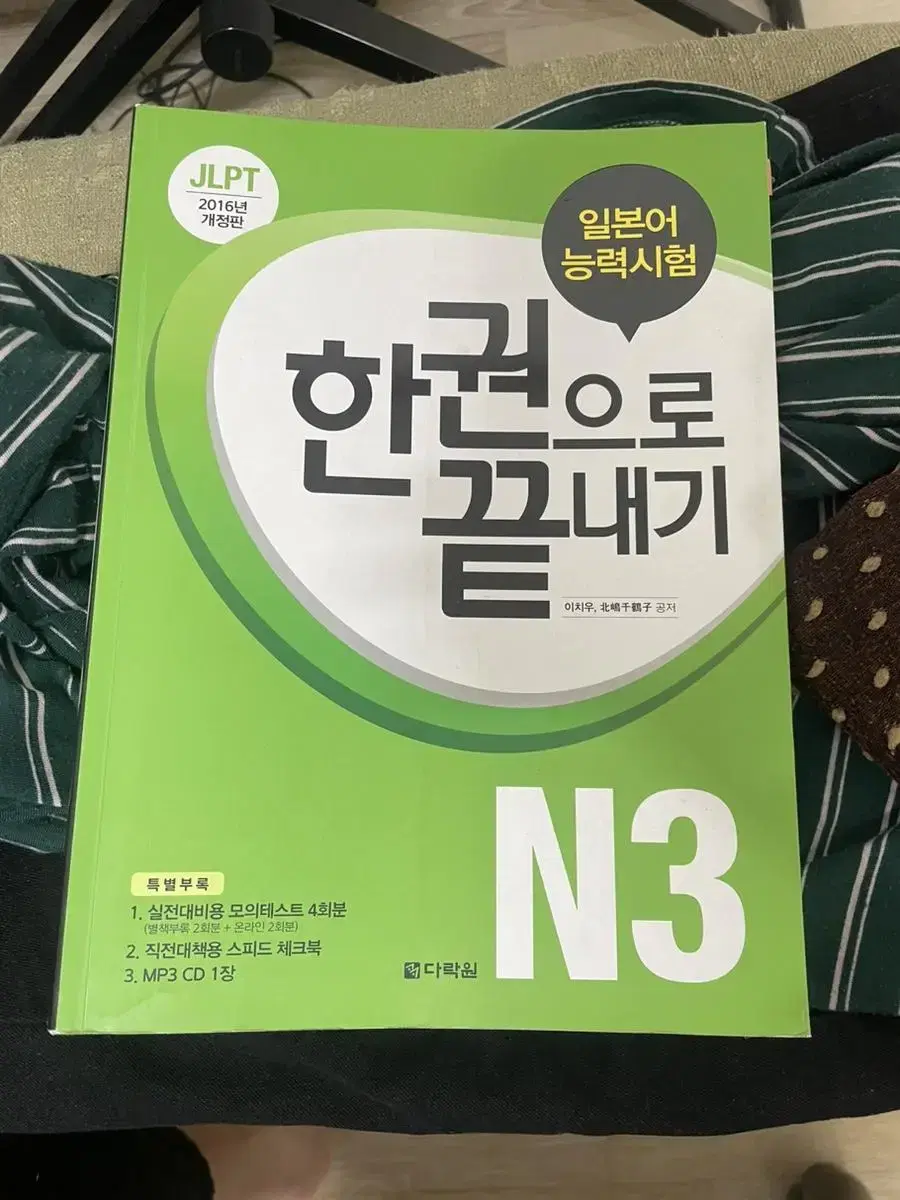 JLPT
2016년
개정판
일본어
능력시험
한권으로
끝내기
이치우, 北嶋千鶴子 공저
N3
특별부록
1. 실전대비용 모의테스트 4회분
(별책부록 2회분 + 온라인 2회분)
2. 직전대책용 스피드 체크북
3. MP3 CD 1장
다락원